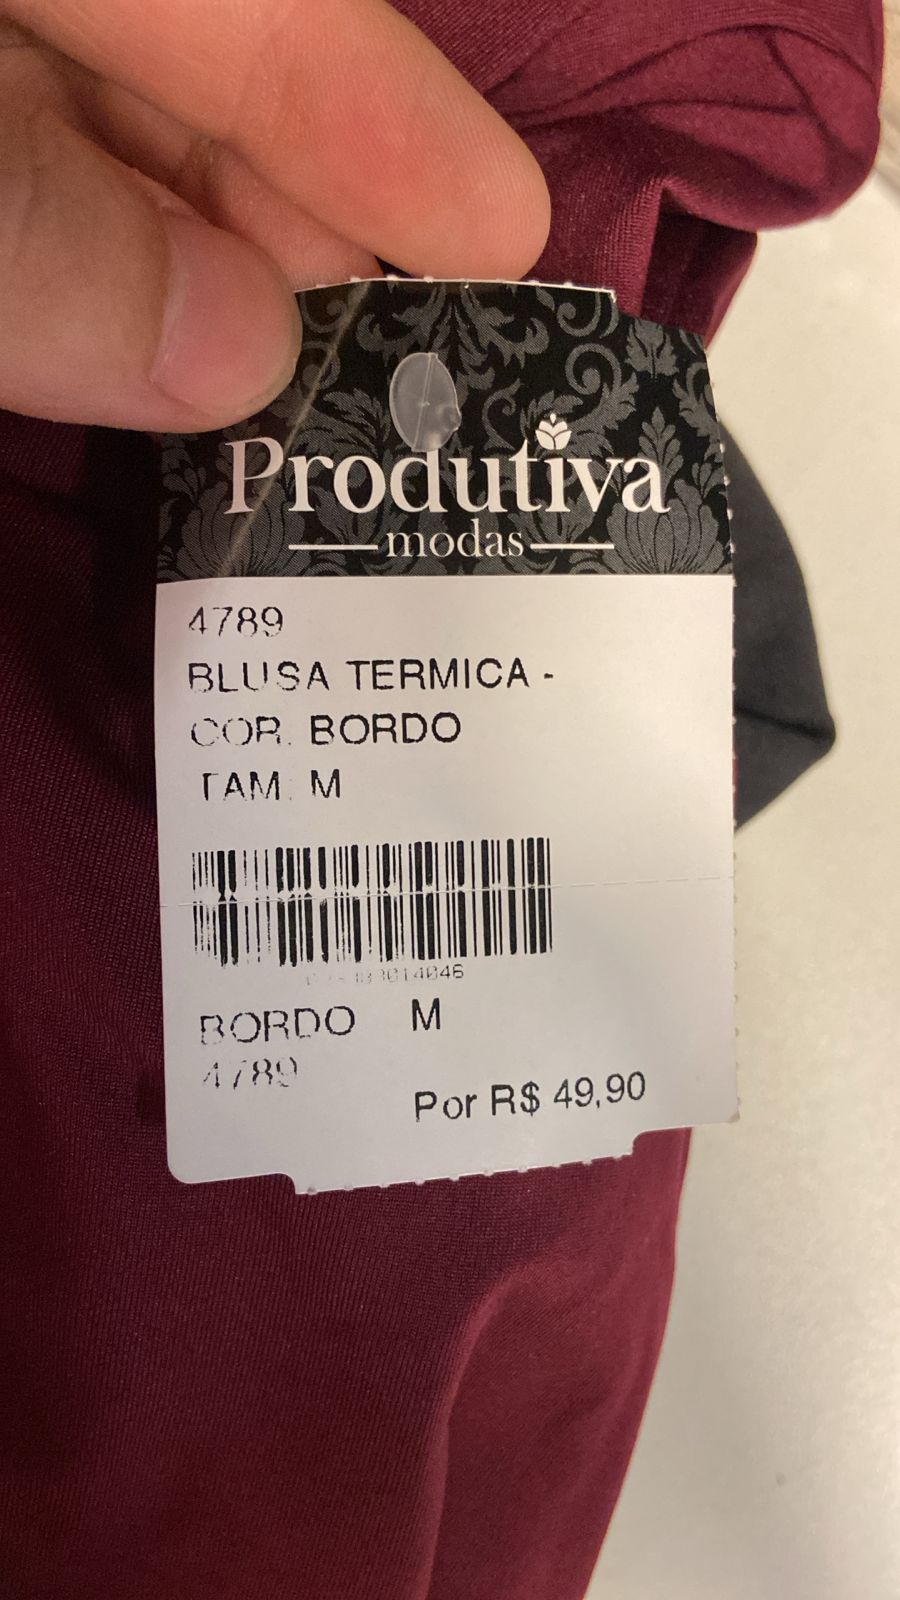 Produtiva
modas
4789
BLUSA TERMICA -
COR: BORDO
TAM: M
BORDO M
4789
Por R$ 49,90